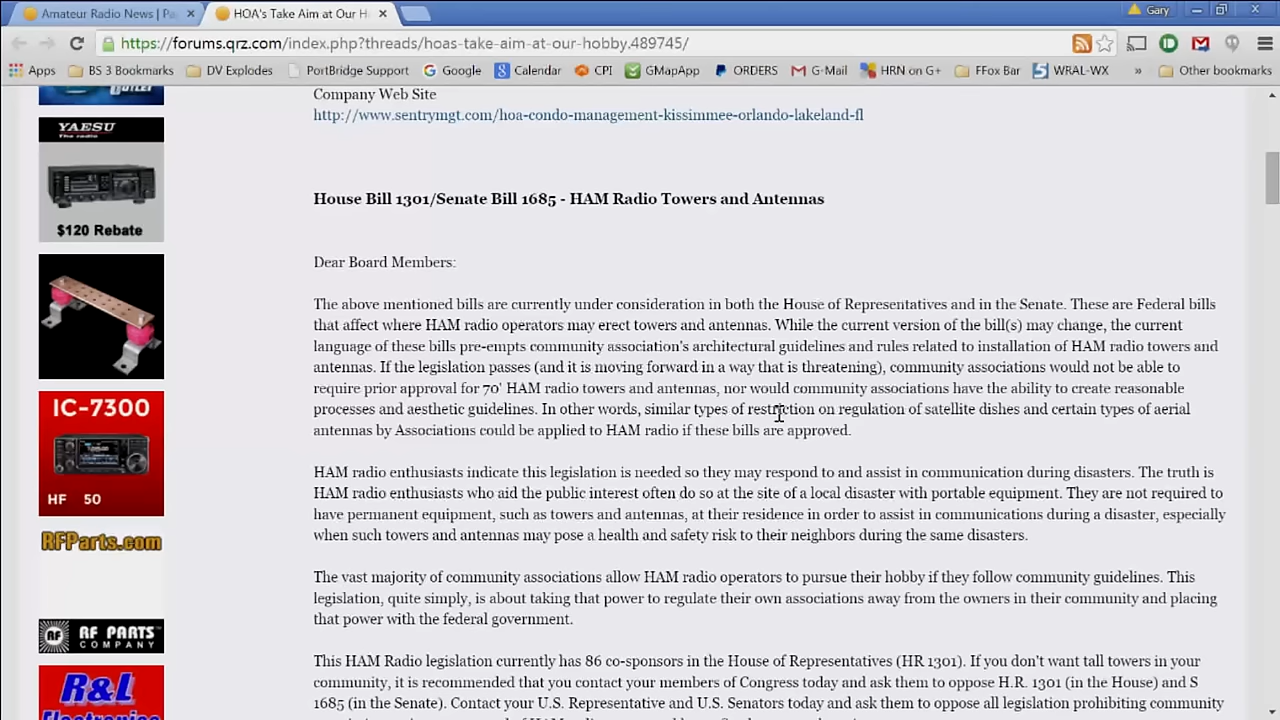 Amateur Radio News | Pa
HOA's Take Aim at Our H
Gary
https://forums.qrz.com/index.php?threads/hoas-take-aim-at-our-hobby.489745/
Apps BS 3 Bookmarks DV Explodes PortBridge Support Google Calendar CPI GMapApp ORDERS G-Mail HRN on G+ FFox Bar WRAL-WX » Other bookmarks
Company Web Site
http://www.sentrymgt.com/hoa-condo-management-kissimmee-orlando-lakeland-fl
YAESU
The radio
$120 Rebate
IC-7300
HF 50
RFParts.com
RF RF PARTS
COMPANY
R&L
Electronics
House Bill 1301/Senate Bill 1685 - HAM Radio Towers and Antennas
Dear Board Members:
The above mentioned bills are currently under consideration in both the House of Representatives and in the Senate. These are Federal bills
that affect where HAM radio operators may erect towers and antennas. While the current version of the bill(s) may change, the current
language of these bills pre-empts community association's architectural guidelines and rules related to installation of HAM radio towers and
antennas. If the legislation passes (and it is moving forward in a way that is threatening), community associations would not be able to
require prior approval for 70' HAM radio towers and antennas, nor would community associations have the ability to create reasonable
processes and aesthetic guidelines. In other words, similar types of restriction on regulation of satellite dishes and certain types of aerial
antennas by Associations could be applied to HAM radio if these bills are approved.
HAM radio enthusiasts indicate this legislation is needed so they may respond to and assist in communication during disasters. The truth is
HAM radio enthusiasts who aid the public interest often do so at the site of a local disaster with portable equipment. They are not required to
have permanent equipment, such as towers and antennas, at their residence in order to assist in communications during a disaster, especially
when such towers and antennas may pose a health and safety risk to their neighbors during the same disasters.
The vast majority of community associations allow HAM radio operators to pursue their hobby if they follow community guidelines. This
legislation, quite simply, is about taking that power to regulate their own associations away from the owners in their community and placing
that power with the federal government.
This HAM Radio legislation currently has 86 co-sponsors in the House of Representatives (HR 1301). If you don't want tall towers in your
community, it is recommended that you contact your members of Congress today and ask them to oppose H.R. 1301 (in the House) and S
1685 (in the Senate). Contact your U.S. Representative and U.S. Senators today and ask them to oppose all legislation prohibiting community